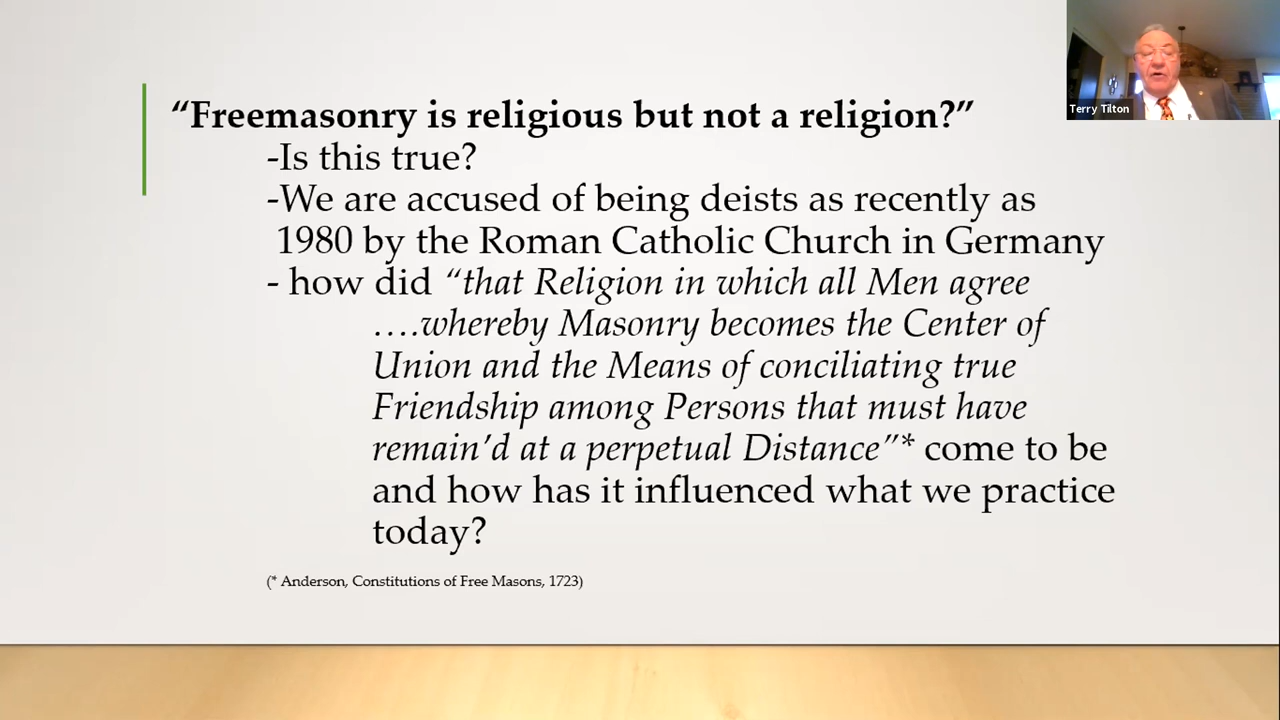 “Freemasonry is religious but not a religion?”
-Is this true?
-We are accused of being deists as recently as
1980 by the Roman Catholic Church in Germany
- how did “that Religion in which all Men agree
….whereby Masonry becomes the Center of
Union and the Means of conciliating true
Friendship among Persons that must have
remain’d at a perpetual Distance”* come to be
and how has it influenced what we practice
today?
(* Anderson, Constitutions of Free Masons, 1723)
Terry Tilton